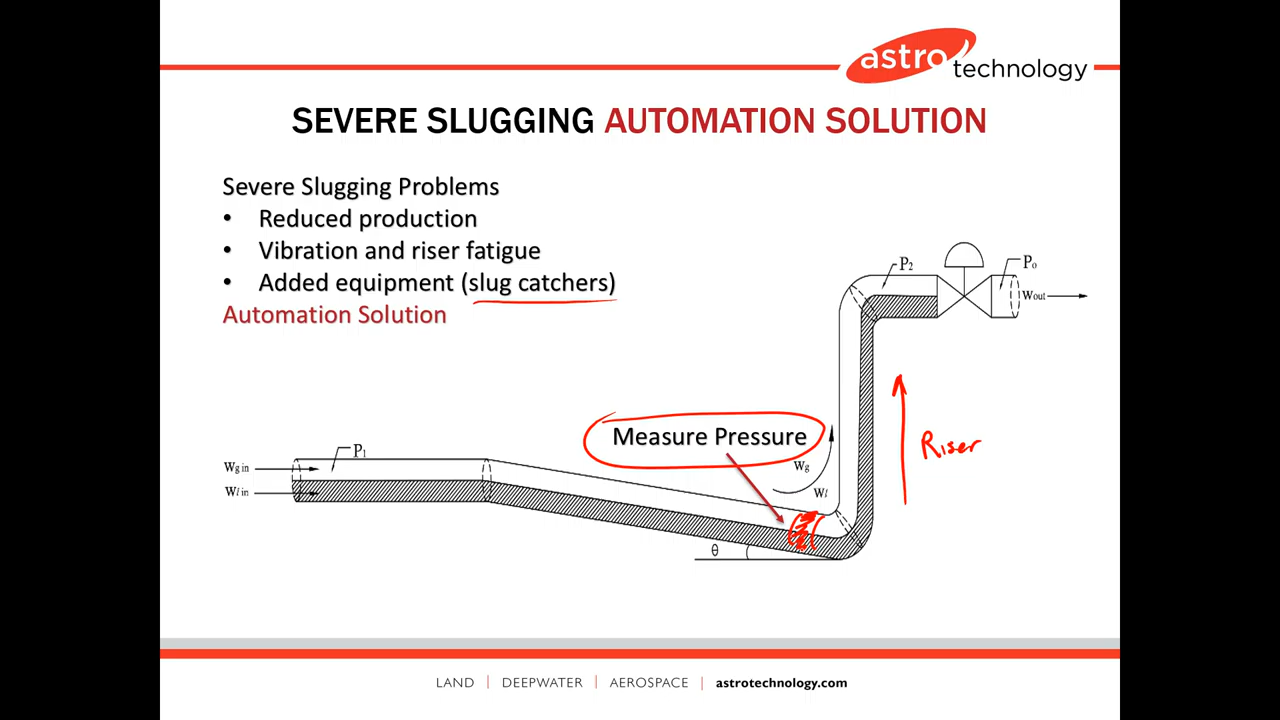 astro technology
SEVERE SLUGGING AUTOMATION SOLUTION
Severe Slugging Problems
• Reduced production
• Vibration and riser fatigue
• Added equipment (slug catchers)
Automation Solution
P2
Po
Wout
Measure Pressure
Riser
P1
Wg in
Wl in
Wg
Wl
θ
LAND | DEEPWATER | AEROSPACE | astrotechnology.com